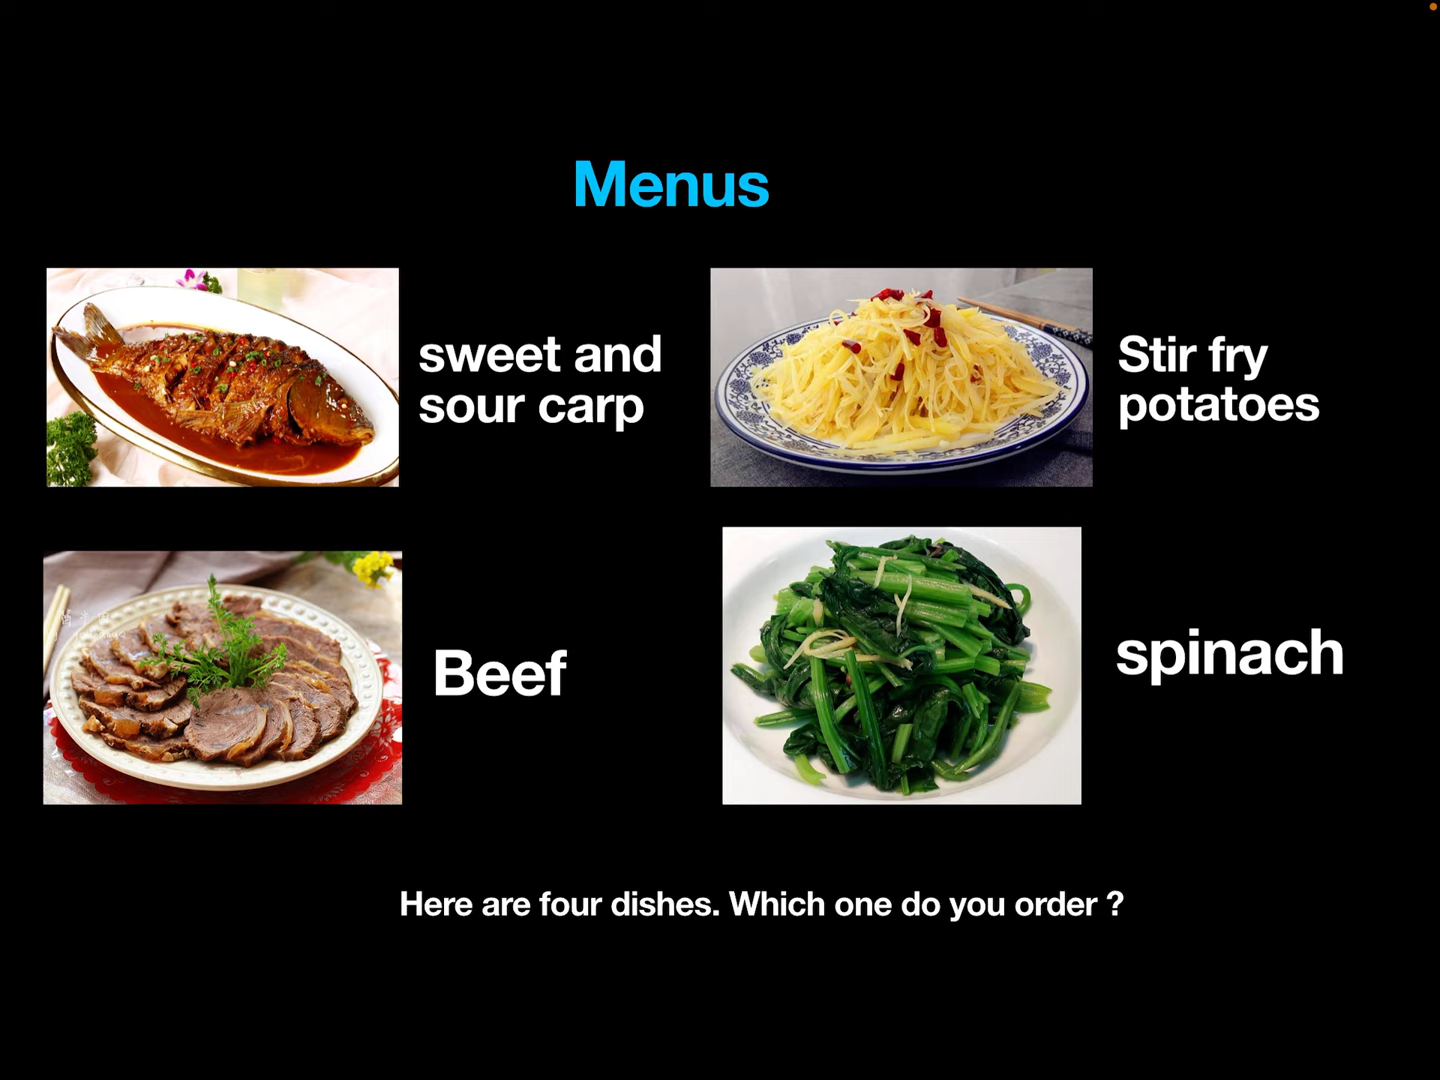 Menus
sweet and
sour carp
Stir fry
potatoes
Beef
spinach
Here are four dishes. Which one do you order ?